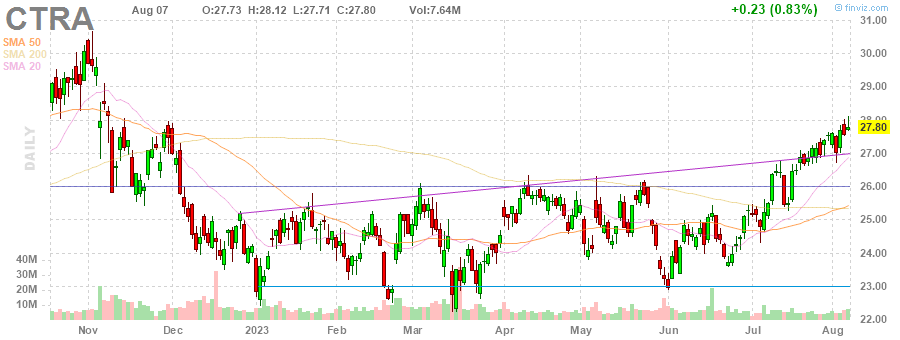 CTRA Aug 07 O:27.73 H:28.12 L:27.71 C:27.80 Vol:7.64M +0.23 (0.83%) finviz.com
SMA 50
SMA 200
SMA 20
DAILY
31.00
30.00
29.00
28.00
27.80
27.00
26.00
25.00
24.00
23.00
22.00
40M
30M
20M
10M
Nov Dec 2023 Feb Mar Apr May Jun Jul Aug